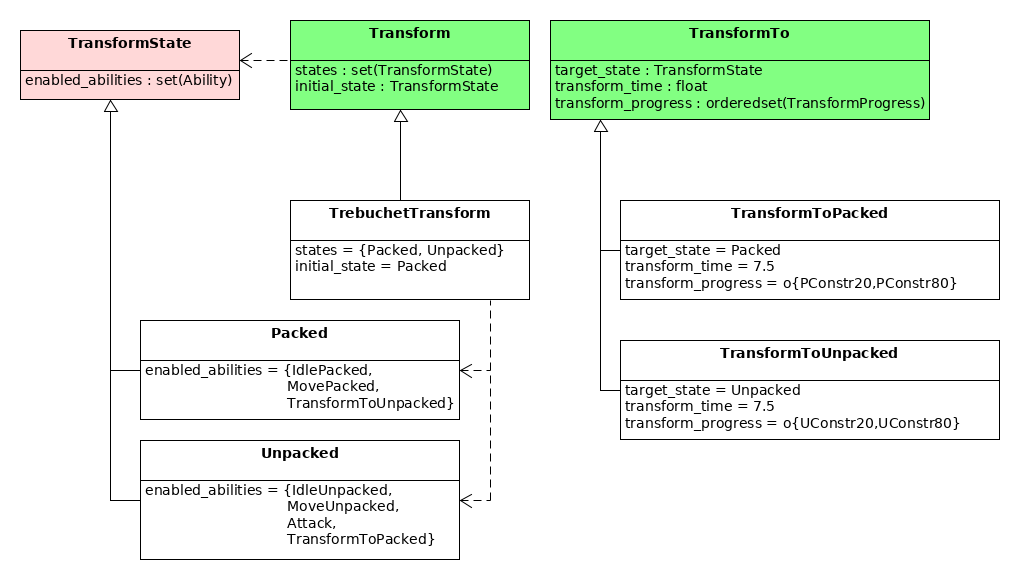 TransformState
enabled_abilities : set(Ability)
Transform
states : set(TransformState)
initial_state : TransformState
TransformTo
target_state : TransformState
transform_time : float
transform_progress : orderedset(TransformProgress)
TrebuchetTransform
states = {Packed, Unpacked}
initial_state = Packed
TransformToPacked
target_state = Packed
transform_time = 7.5
transform_progress = o{PConstr20,PConstr80}
Packed
enabled_abilities = {IdlePacked,
MovePacked,
TransformToUnpacked}
TransformToUnpacked
target_state = Unpacked
transform_time = 7.5
transform_progress = o{UConstr20,UConstr80}
Unpacked
enabled_abilities = {IdleUnpacked,
MoveUnpacked,
Attack,
TransformToPacked}